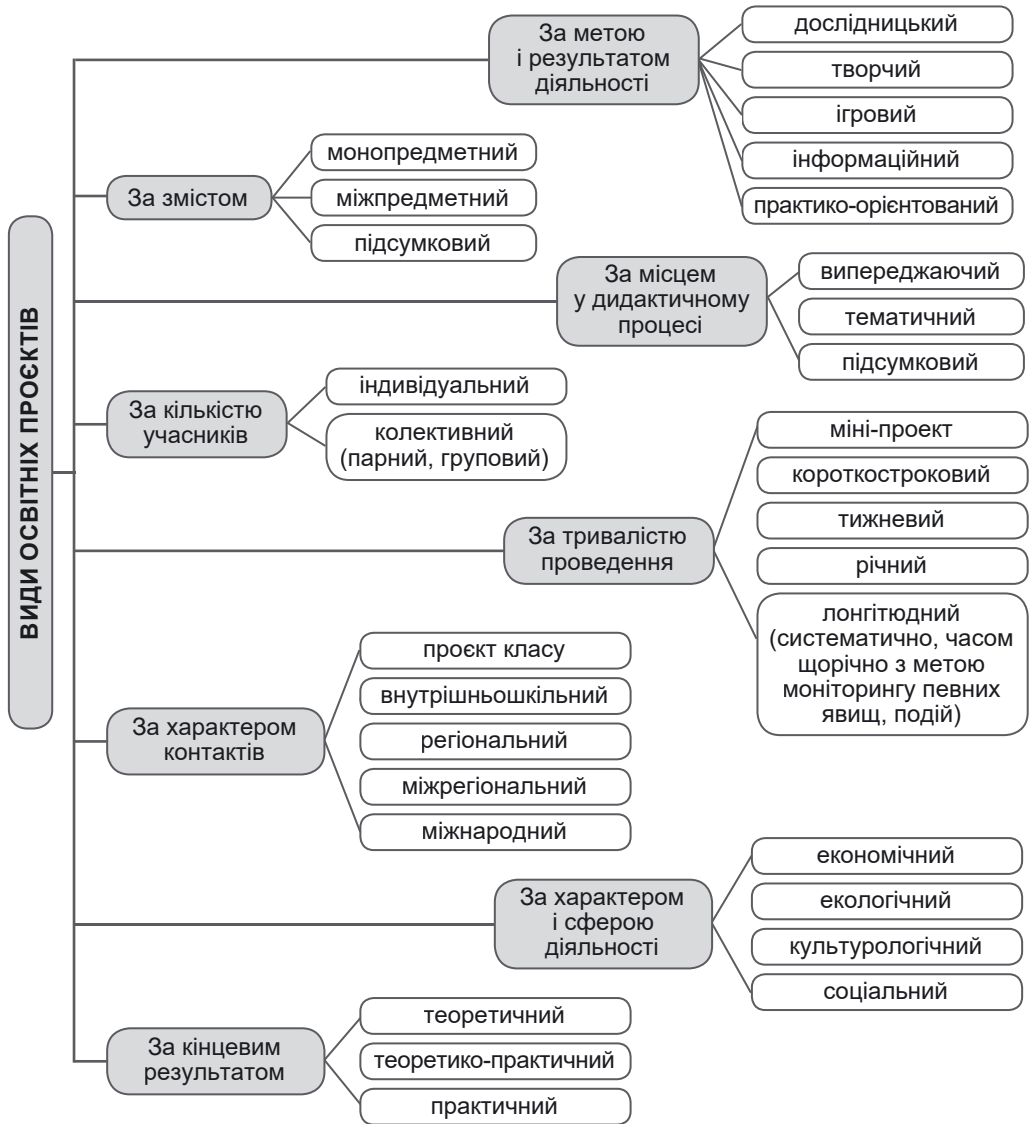 ВИДИ ОСВІТНІХ ПРОЄКТІВ
За метою
і результатом
діяльності
дослідницький
творчий
ігровий
інформаційний
практико-орієнтований
За змістом
монопредметний
міжпредметний
підсумковий
За місцем
у дидактичному
процесі
випереджаючий
тематичний
підсумковий
За кількістю
учасників
індивідуальний
колективний
(парний, груповий)
За тривалістю
проведення
міні-проект
короткостроковий
тижневий
річний
лонгітюдний
(систематично, часом
щорічно з метою
моніторингу певних
явищ, подій)
За характером
контактів
проєкт класу
внутрішньошкільний
регіональний
міжрегіональний
міжнародний
За характером
і сферою
діяльності
економічний
екологічний
культурологічний
соціальний
За кінцевим
результатом
теоретичний
теоретико-практичний
практичний